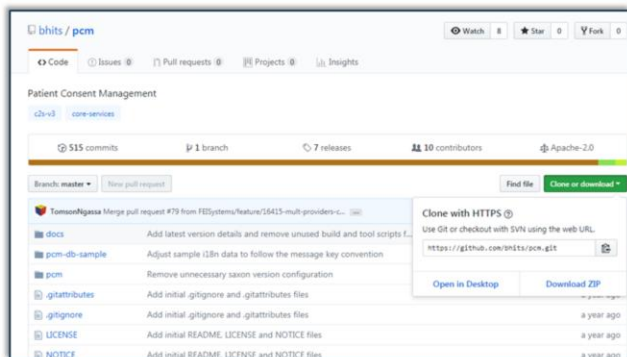 bhits / pcm
Watch 8 Star 0 Fork 0
Code Issues 0 Pull requests 0 Projects 0 Insights
Patient Consent Management
c2s-v3 core-services
515 commits 1 branch 7 releases 10 contributors Apache-2.0
Branch: master New pull request Find file Clone or download
TomsonNgassa Merge pull request #79 from FEISystems/feature/16415-mult-providers-c... ...
Clone with HTTPS
Use Git or checkout with SVN using the web URL.
https://github.com/bhits/pcm.git
Open in Desktop Download ZIP
docs Add latest version details and remove unused build and tool scripts f...
pcm-db-sample Adjust sample i18n data to follow the message key convention
pcm Remove unnecessary saxon version configuration
.gitattributes Add initial .gitignore and .gitattributes files a year ago
.gitignore Add initial .gitignore and .gitattributes files a year ago
LICENSE Add initial README, LICENSE and NOTICE files a year ago
NOTICE Add initial README, LICENSE and NOTICE files a year ago